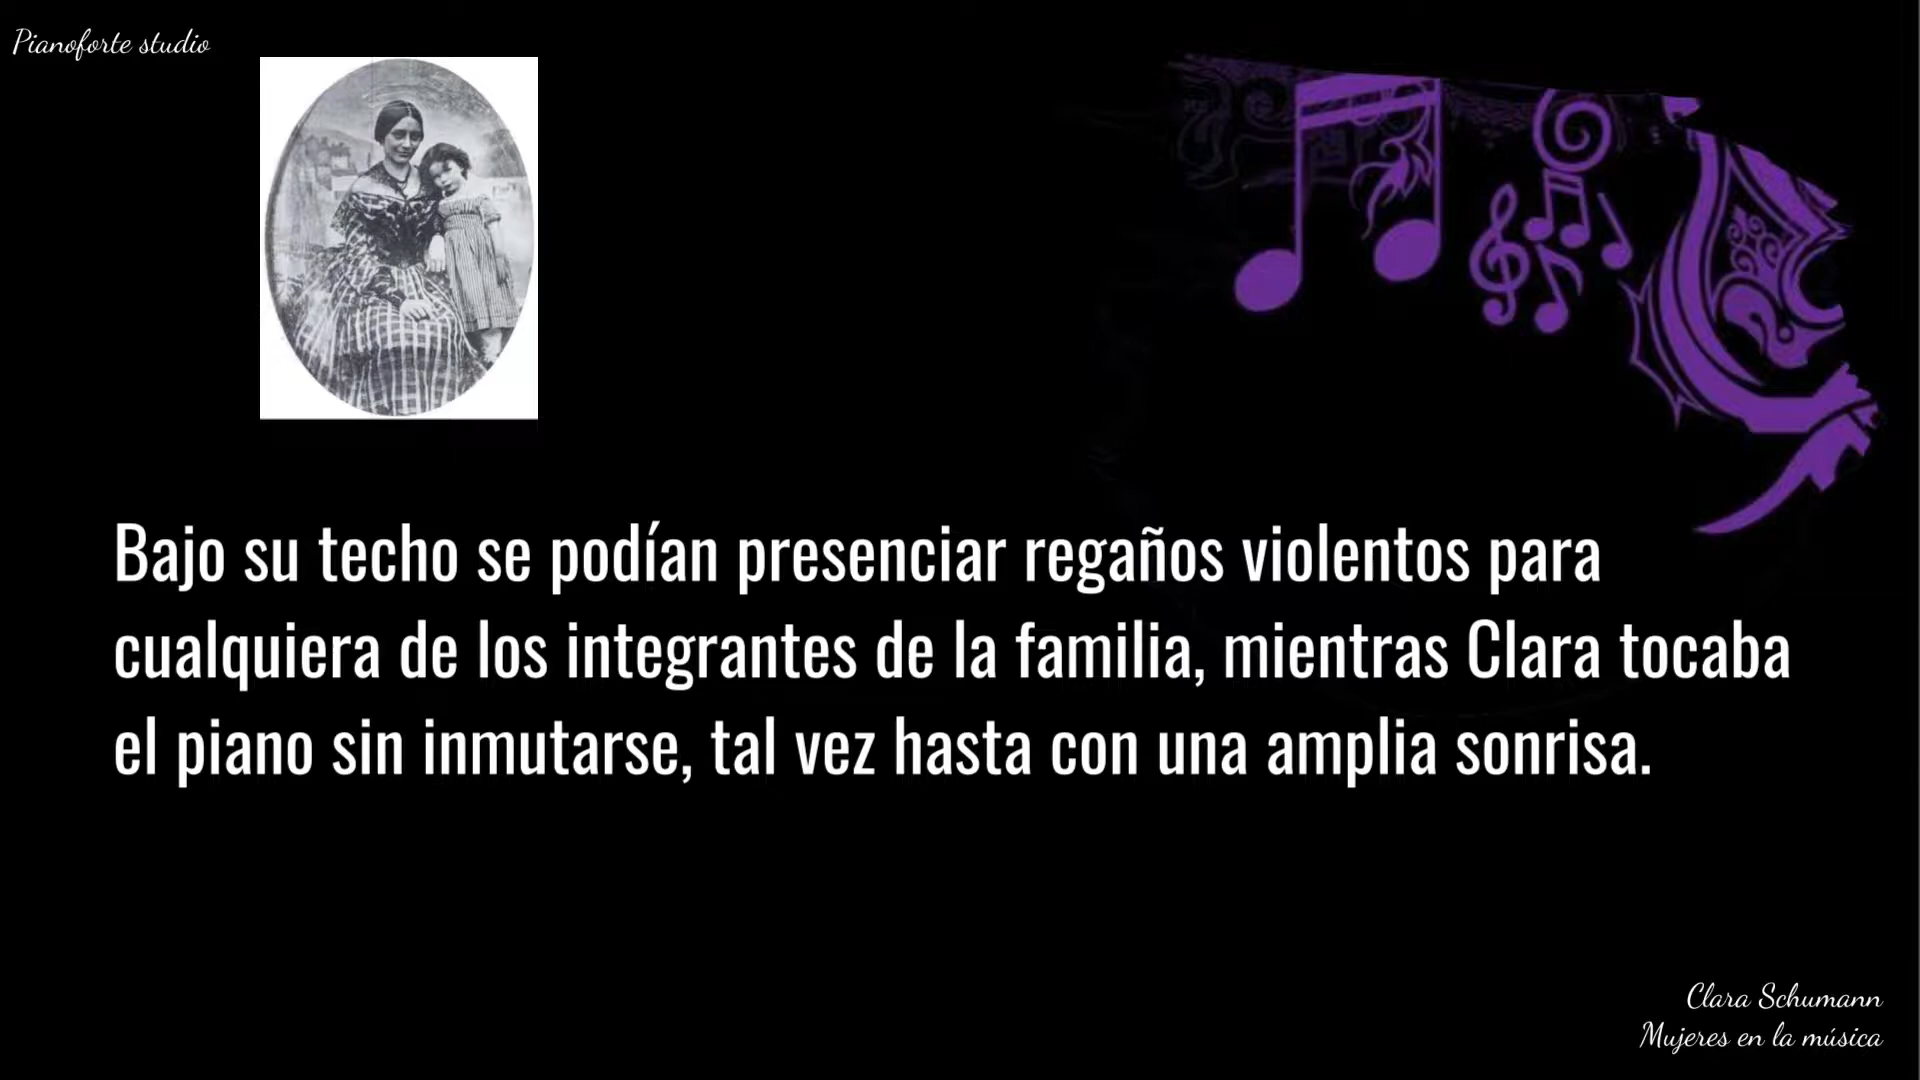 Pianoforte studio
Bajo su techo se podían presenciar regaños violentos para
cualquiera de los integrantes de la familia, mientras Clara tocaba
el piano sin inmutarse, tal vez hasta con una amplia sonrisa.
Clara Schumann
Mujeres en la música